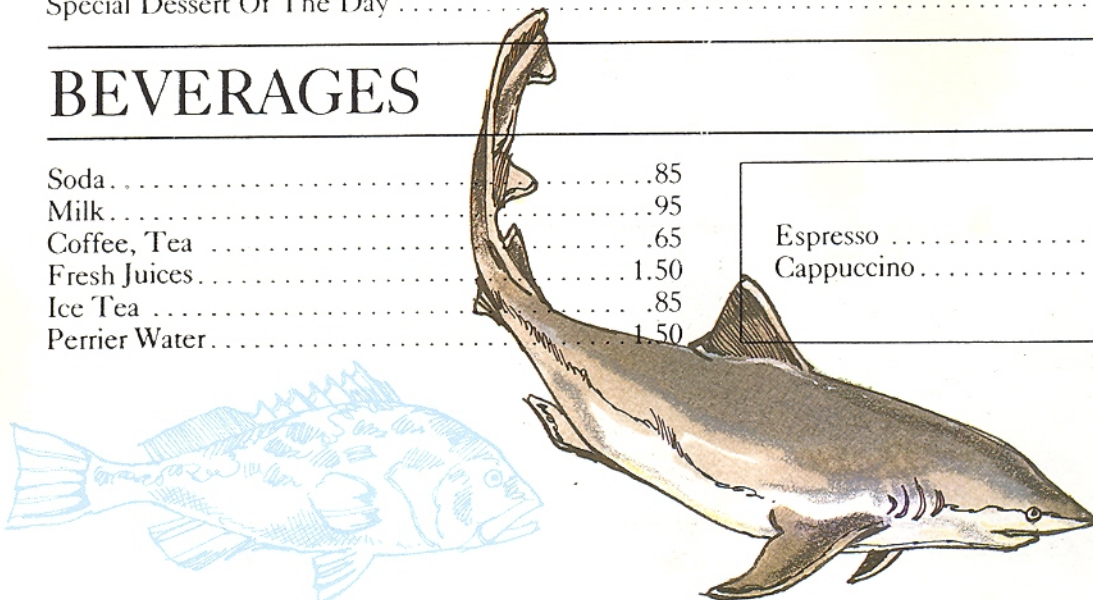 Special Dessert Of The Day . . . . . . . . . . . . . . . . . . . . . . . . . . . . . . . . . . . . . . . . . . . . . . . .
BEVERAGES
Soda. . . . . . . . . . . . . . . . . . . . . . . . . . . . . . . . . . . . .85
Milk. . . . . . . . . . . . . . . . . . . . . . . . . . . . . . . . . . . . .95
Coffee, Tea . . . . . . . . . . . . . . . . . . . . . . . . . . . . . .65
Fresh Juices. . . . . . . . . . . . . . . . . . . . . . . . . . . . 1.50
Ice Tea . . . . . . . . . . . . . . . . . . . . . . . . . . . . . . . . .85
Perrier Water. . . . . . . . . . . . . . . . . . . . . . . . . . . 1.50
Espresso . . . . . . . . . . . . . .
Cappuccino. . . . . . . . . . . .